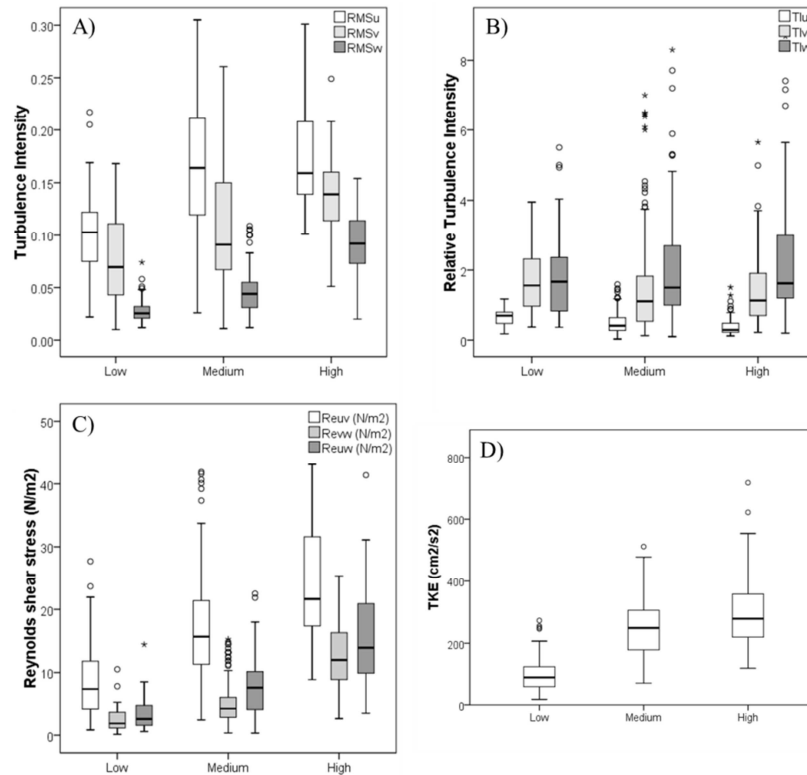 A)
RMSu
RMSv
RMSw
Turbulence Intensity
0.30
0.25
0.20
0.15
0.10
0.05
0.00
Low Medium High
B)
TIu
TIv
TIw
Relative Turbulence Intensity
8
6
4
2
0
Low Medium High
C)
Reuv (N/m2)
Revw (N/m2)
Reuw (N/m2)
Reynolds shear stress (N/m2)
50
40
30
20
10
0
Low Medium High
D)
TKE (cm2/s2)
800
600
400
200
0
Low Medium High